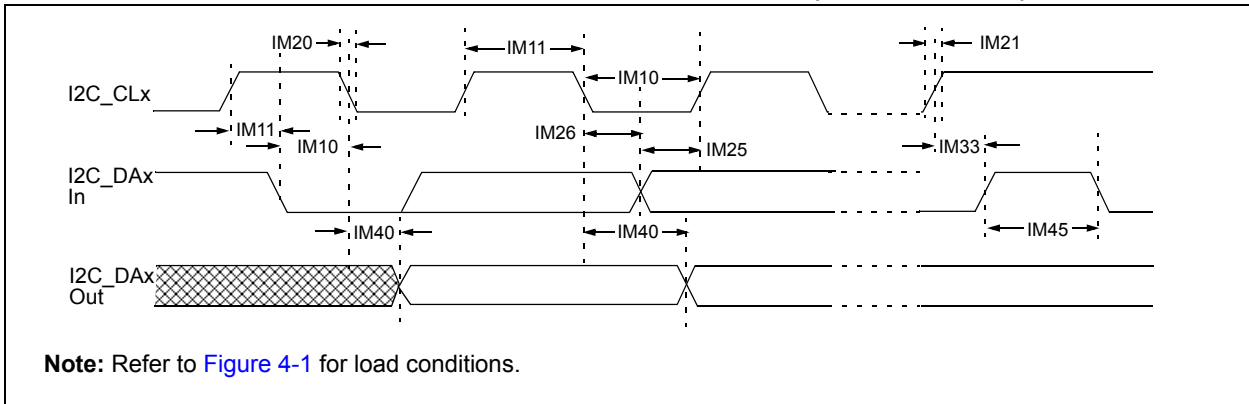 IM20
IM11
IM21
IM10
I2C_CLx
IM11
IM26
IM10
IM25
IM33
I2C_DAx
In
IM40
IM40
IM45
I2C_DAx
Out
Note: Refer to Figure 4-1 for load conditions.